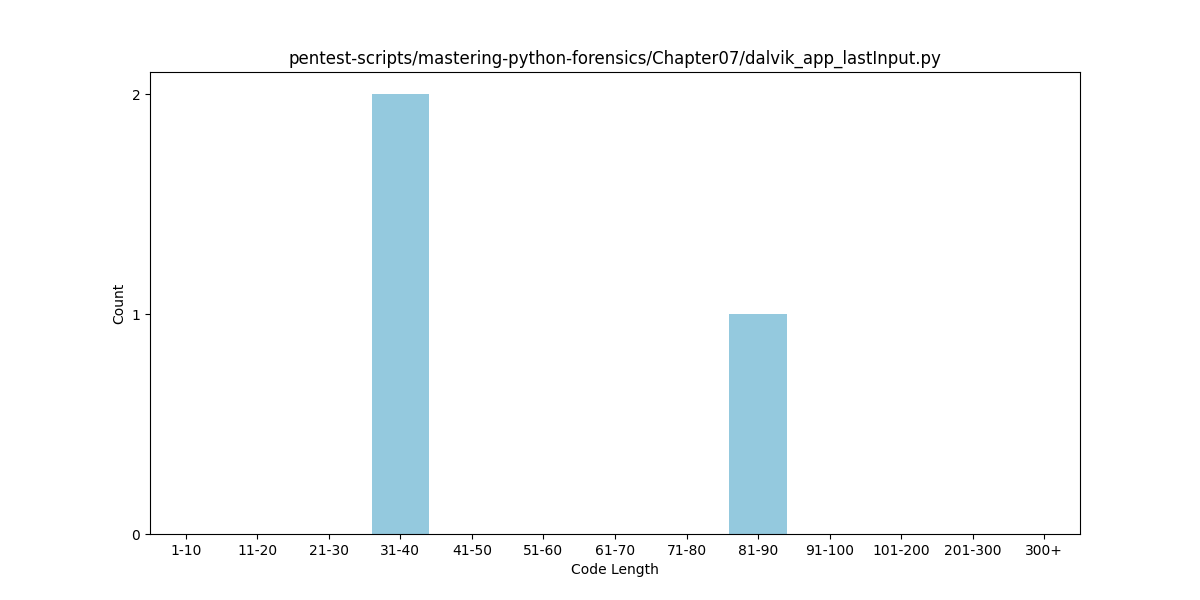 pentest-scripts/mastering-python-forensics/Chapter07/dalvik_app_lastInput.py
Count
2
1
0
1-10 11-20 21-30 31-40 41-50 51-60 61-70 71-80 81-90 91-100 101-200 201-300 300+
Code Length